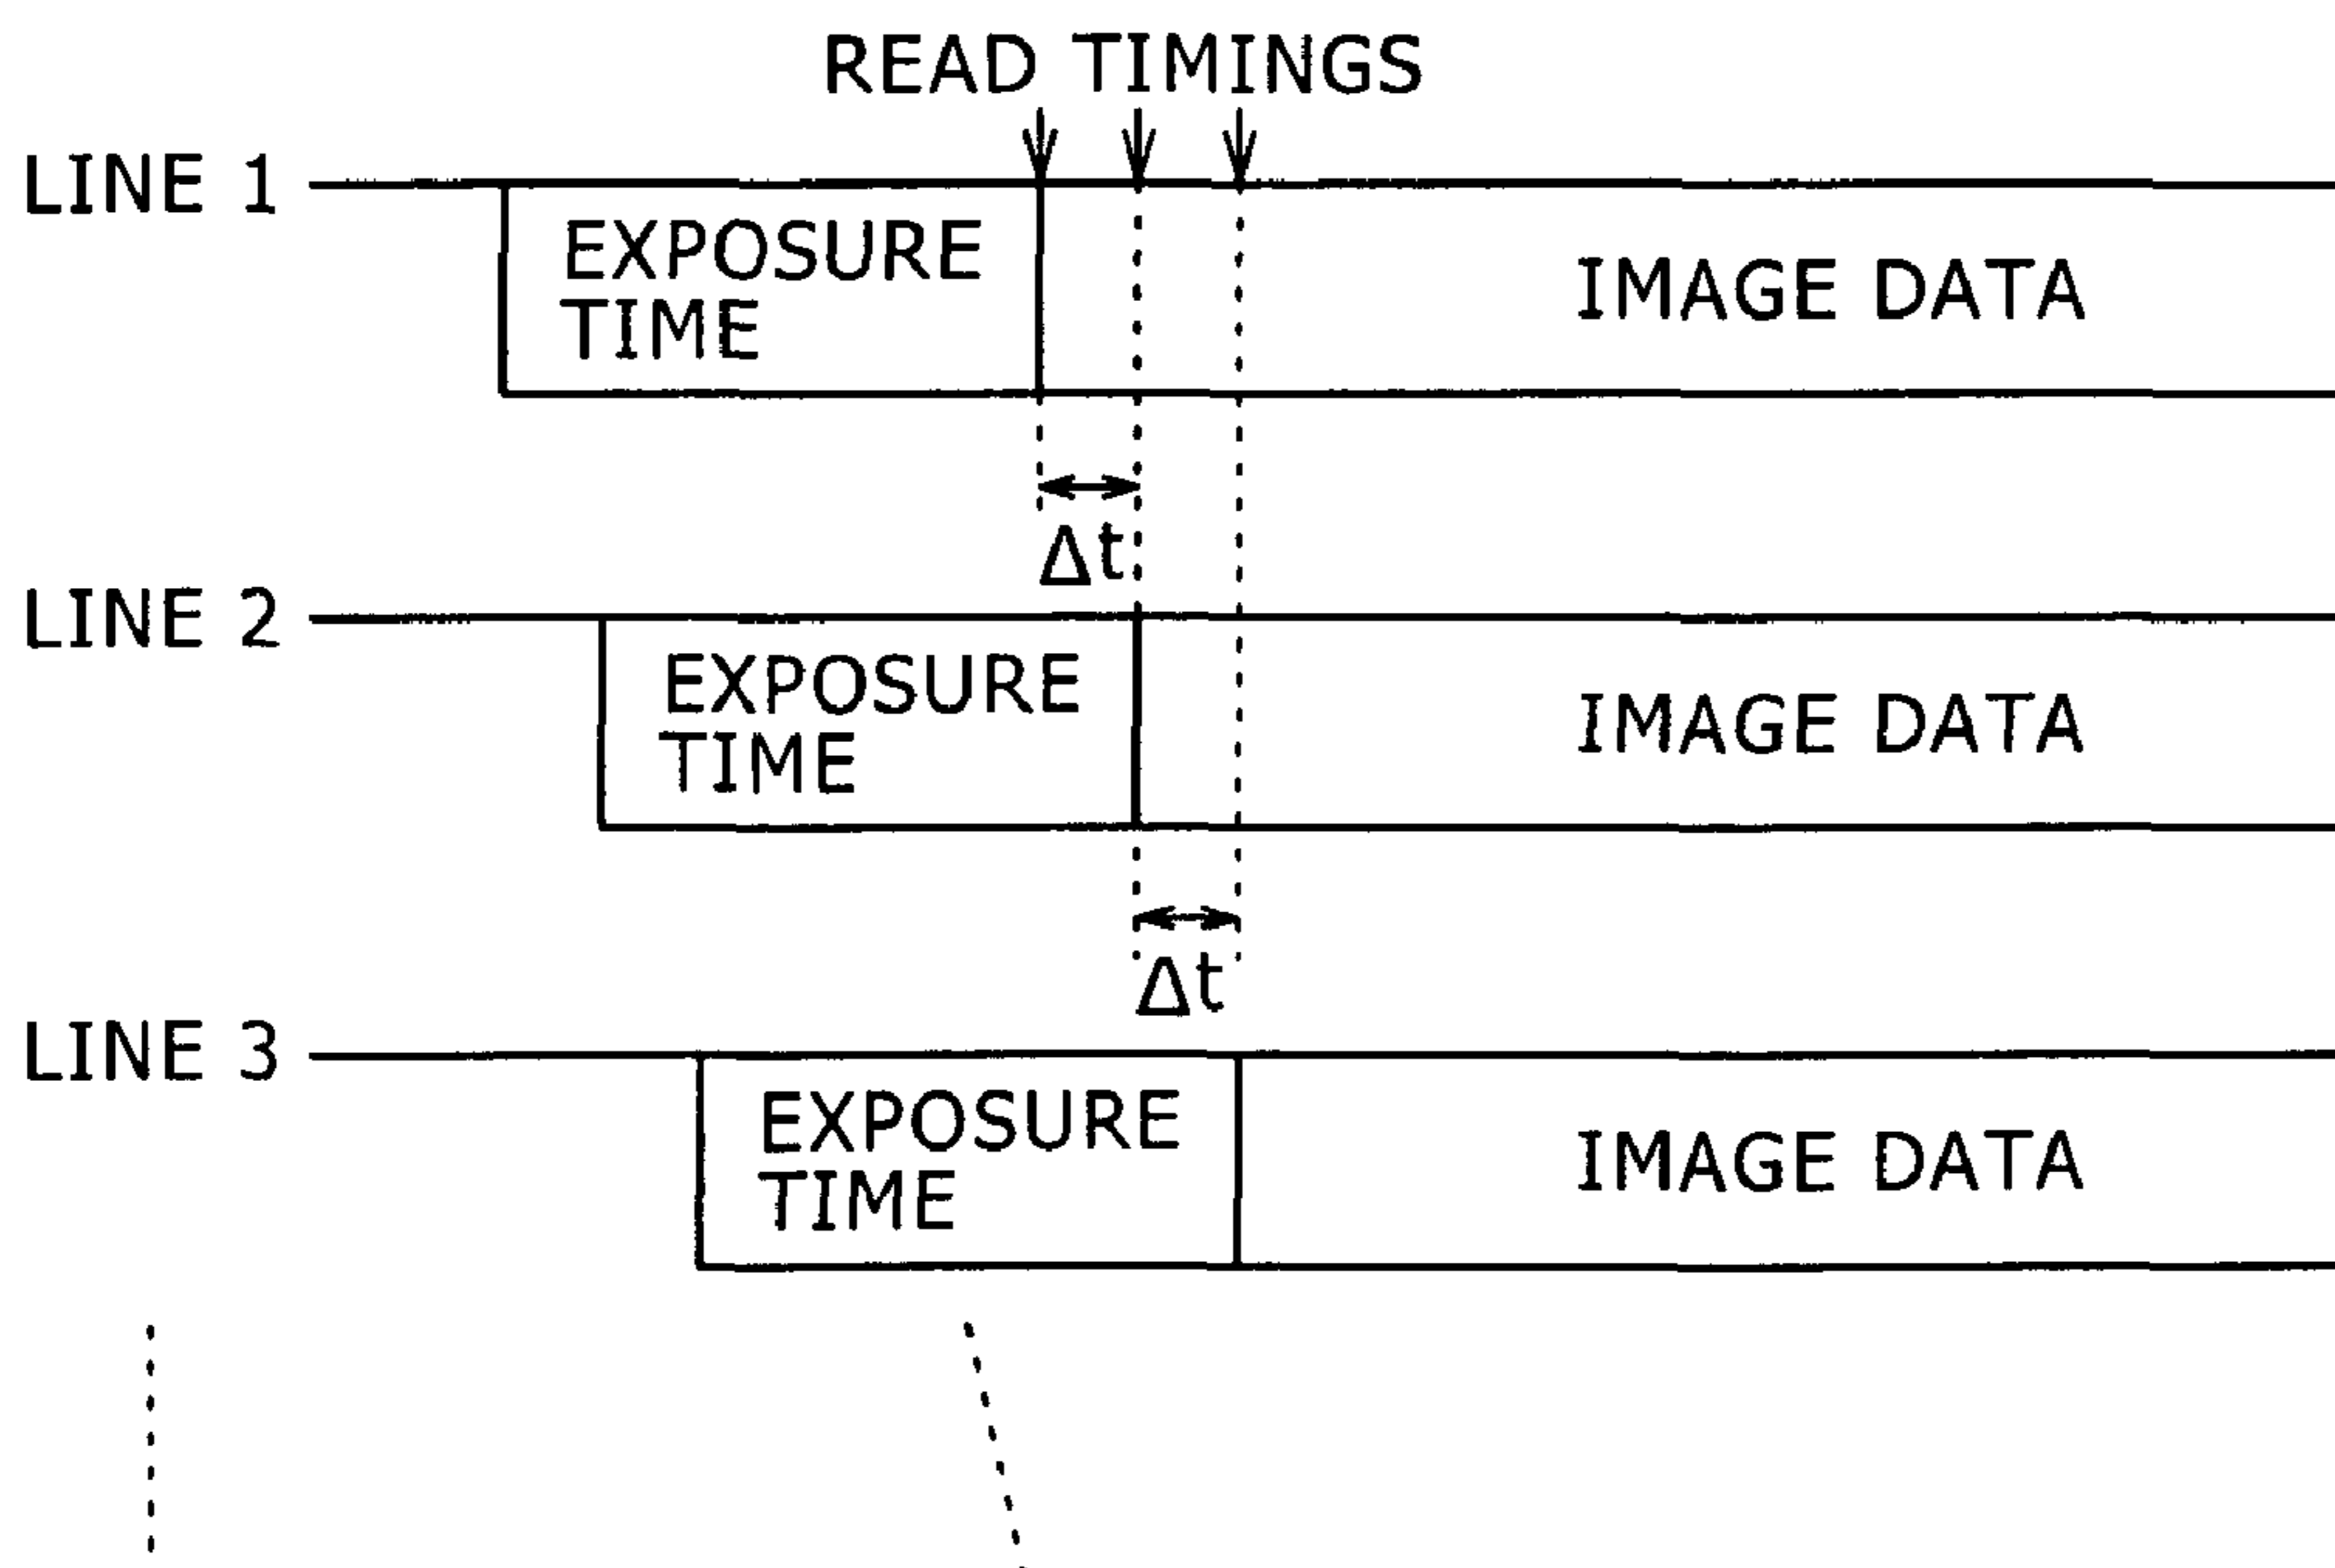 READ TIMINGS
LINE 1
EXPOSURE
TIME
IMAGE DATA
Δt
LINE 2
EXPOSURE
TIME
IMAGE DATA
Δt
LINE 3
EXPOSURE
TIME
IMAGE DATA